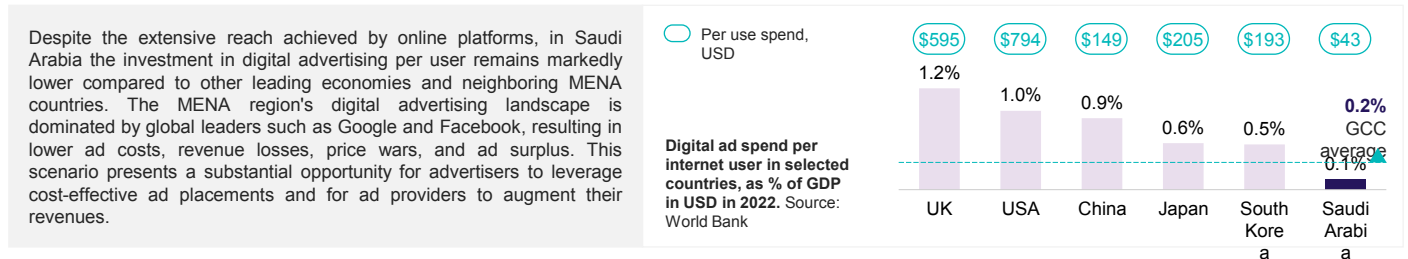 Despite the extensive reach achieved by online platforms, in Saudi
Arabia the investment in digital advertising per user remains markedly
lower compared to other leading economies and neighboring MENA
countries. The MENA region's digital advertising landscape is
dominated by global leaders such as Google and Facebook, resulting in
lower ad costs, revenue losses, price wars, and ad surplus. This
scenario presents a substantial opportunity for advertisers to leverage
cost-effective ad placements and for ad providers to augment their
revenues.
Per use spend,
USD
Digital ad spend per
internet user in selected
countries, as % of GDP
in USD in 2022. Source:
World Bank
$595 $794 $149 $205 $193 $43
1.2%
1.0%
0.9%
0.6%
0.5%
0.2%
GCC
average
0.1%
UK USA China Japan South Saudi
Kore Arabi
a a